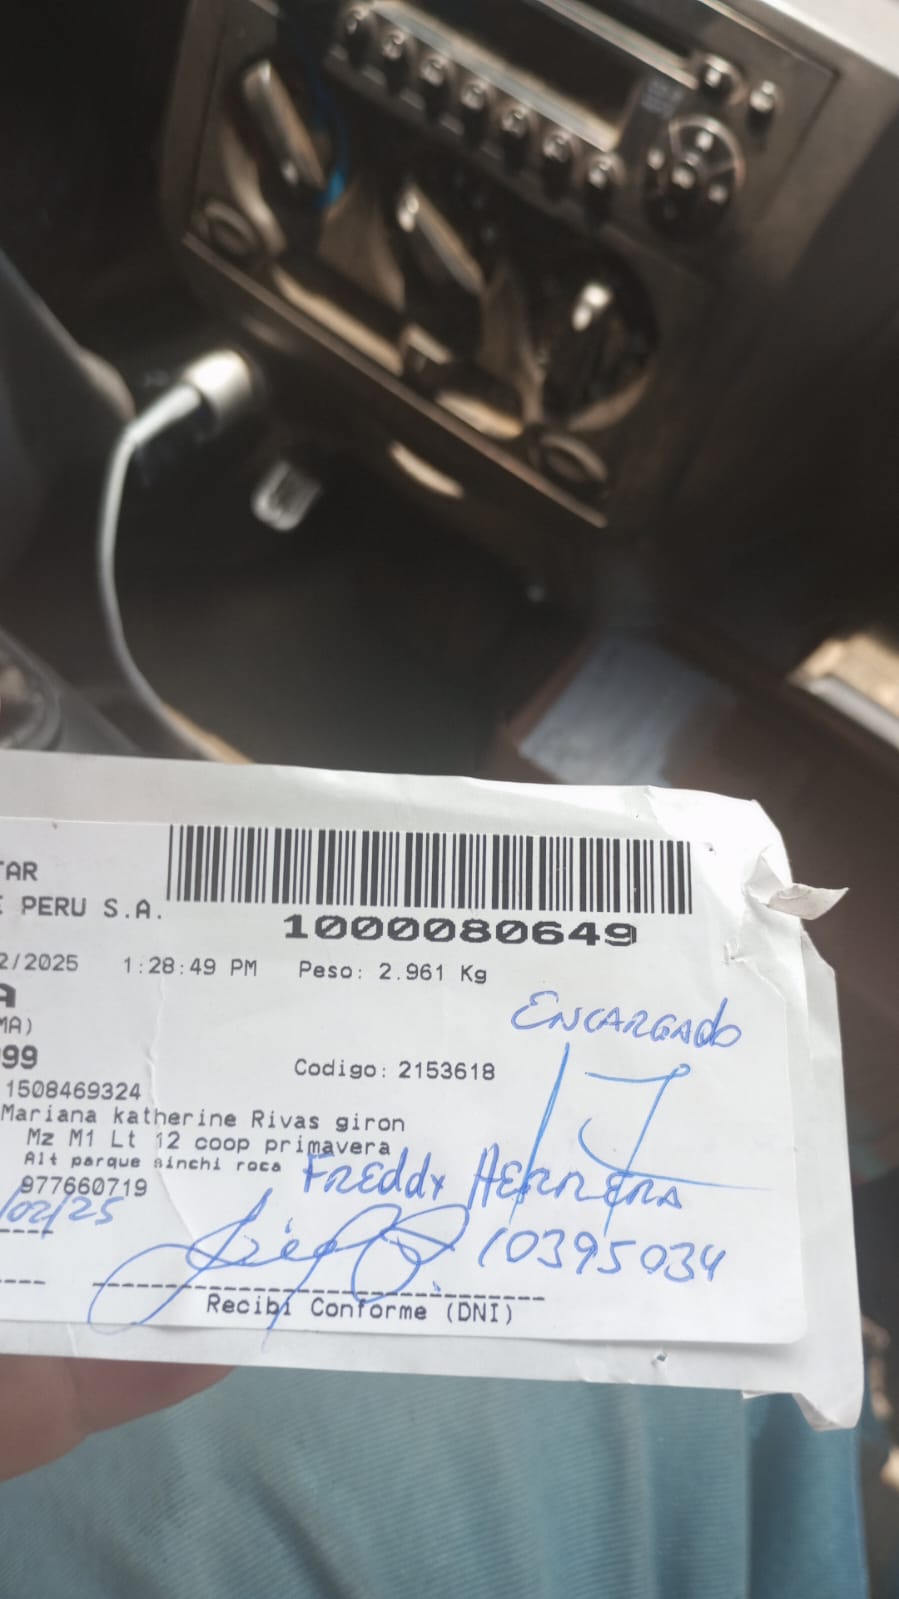 TAR
E PERU S.A.
1000080649
2/2025 1:28:49 PM Peso: 2.961 Kg
A
MA)
ENCARGADO
99
Codigo: 2153618
1508469324
Mariana katherine Rivas giron
Mz M1 Lt 12 coop primavera
Alt parque sinchi roca
FREDDY HERRERA
977660719
/02/25
10395034
Recibi Conforme (DNI)